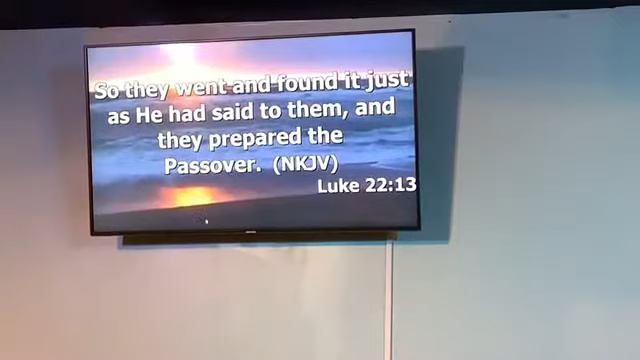 So they went and found it just
as He had said to them, and
they prepared the
Passover. (NKJV)
Luke 22:13